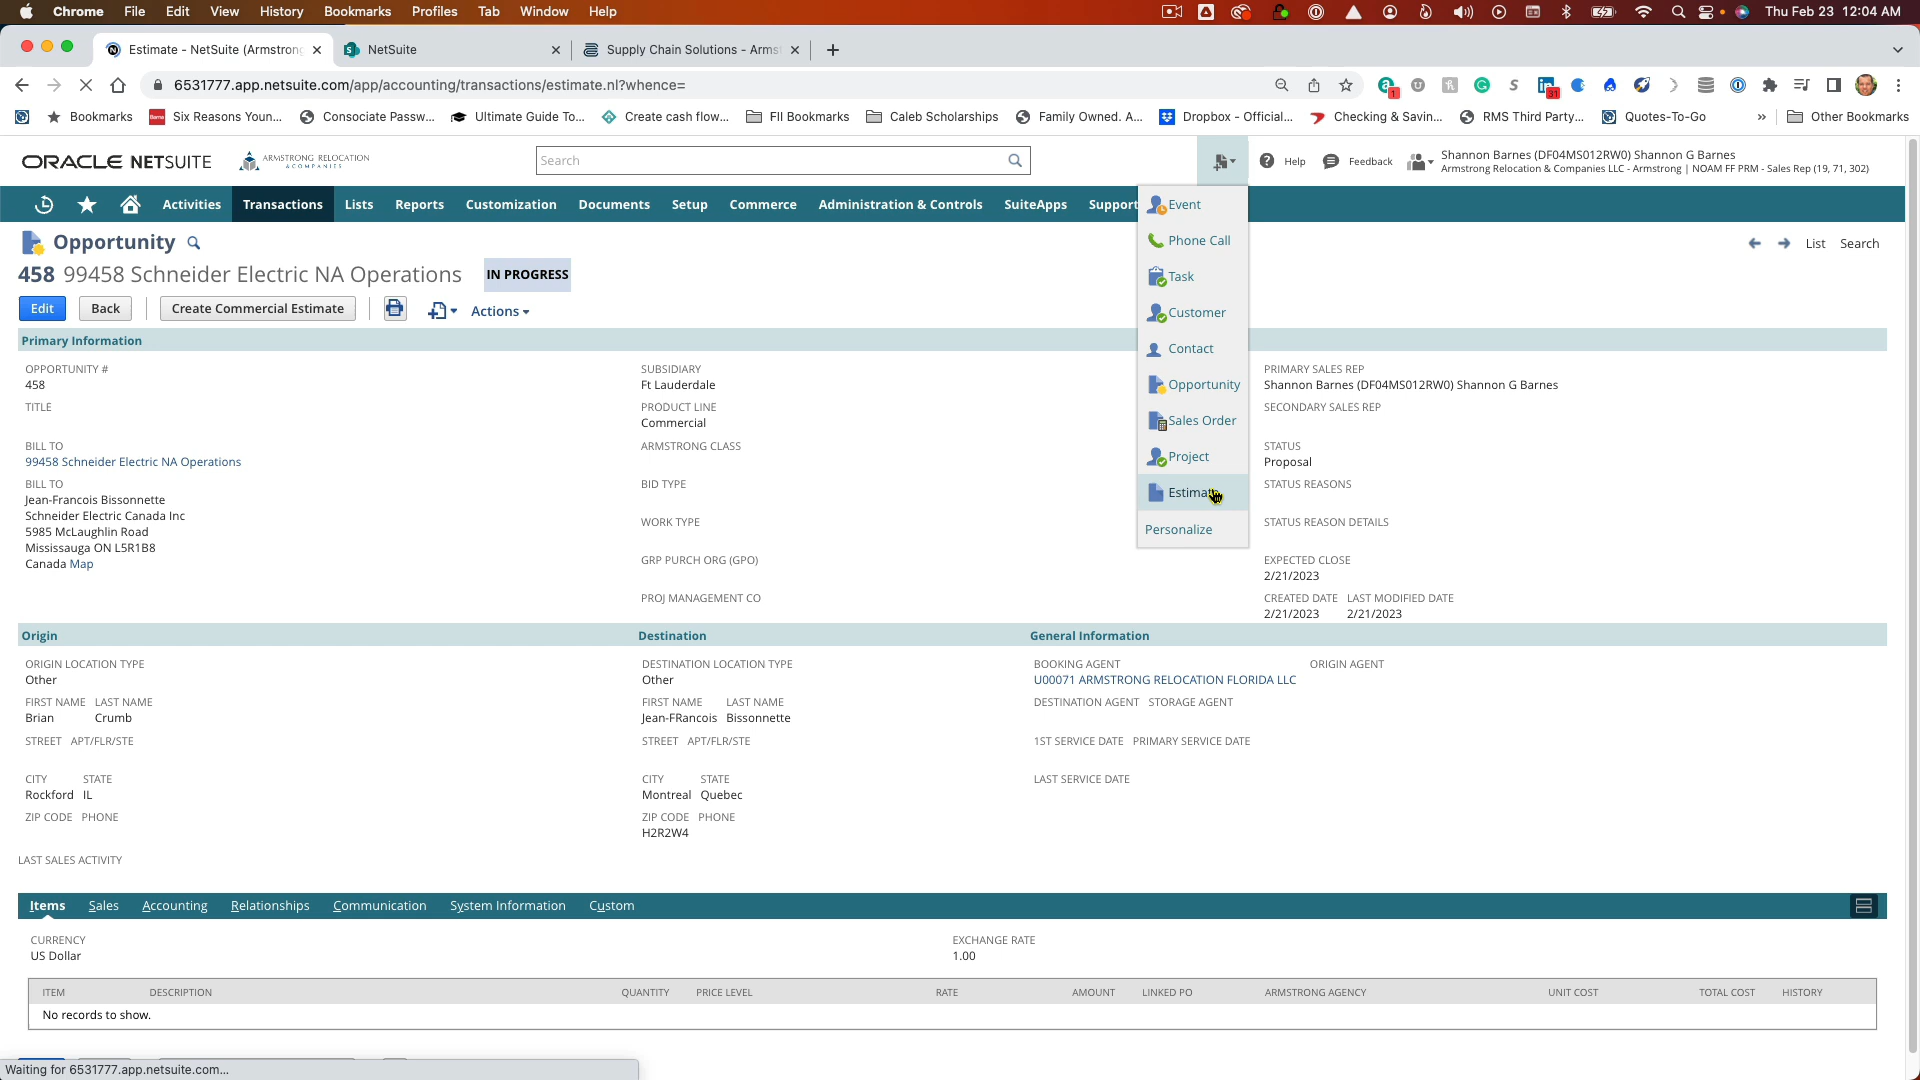 Chrome File Edit View History Bookmarks Profiles Tab Window Help Thu Feb 23 12:04 AM
Estimate - NetSuite (Armstrong NetSuite Supply Chain Solutions - Arms
6531777.app.netsuite.com/app/accounting/transactions/estimate.nl?whence=
1 31
Bookmarks Six Reasons Youn... Consociate Passw... Ultimate Guide To... Create cash flow... FII Bookmarks Caleb Scholarships Family Owned. A... Dropbox - Official... Checking & Savin... RMS Third Party... Quotes-To-Go » Other Bookmarks
ORACLE NETSUITE ARMSTRONG RELOCATION & COMPANIES Search Help Feedback Shannon Barnes (DF04MS012RW0) Shannon G Barnes
Armstrong Relocation & Companies LLC - Armstrong | NOAM FF PRM - Sales Rep (19, 71, 302)
Activities Transactions Lists Reports Customization Documents Setup Commerce Administration & Controls SuiteApps Support
Event
Phone Call
Task
Customer
Contact
Opportunity
Sales Order
Project
Estimate
Personalize
Opportunity List Search
458 99458 Schneider Electric NA Operations IN PROGRESS
Edit Back Create Commercial Estimate Actions
Primary Information
OPPORTUNITY #
458
TITLE
BILL TO
99458 Schneider Electric NA Operations
BILL TO
Jean-Francois Bissonnette
Schneider Electric Canada Inc
5985 McLaughlin Road
Mississauga ON L5R1B8
Canada Map
SUBSIDIARY
Ft Lauderdale
PRODUCT LINE
Commercial
ARMSTRONG CLASS
BID TYPE
WORK TYPE
GRP PURCH ORG (GPO)
PROJ MANAGEMENT CO
PRIMARY SALES REP
Shannon Barnes (DF04MS012RW0) Shannon G Barnes
SECONDARY SALES REP
STATUS
Proposal
STATUS REASONS
STATUS REASON DETAILS
EXPECTED CLOSE
2/21/2023
CREATED DATE LAST MODIFIED DATE
2/21/2023 2/21/2023
Origin
ORIGIN LOCATION TYPE
Other
FIRST NAME LAST NAME
Brian Crumb
STREET APT/FLR/STE
CITY STATE
Rockford IL
ZIP CODE PHONE
Destination
DESTINATION LOCATION TYPE
Other
FIRST NAME LAST NAME
Jean-FRancois Bissonnette
STREET APT/FLR/STE
CITY STATE
Montreal Quebec
ZIP CODE PHONE
H2R2W4
General Information
BOOKING AGENT ORIGIN AGENT
U00071 ARMSTRONG RELOCATION FLORIDA LLC
DESTINATION AGENT STORAGE AGENT
1ST SERVICE DATE PRIMARY SERVICE DATE
LAST SERVICE DATE
LAST SALES ACTIVITY
Items Sales Accounting Relationships Communication System Information Custom
CURRENCY EXCHANGE RATE
US Dollar 1.00
ITEM DESCRIPTION QUANTITY PRICE LEVEL RATE AMOUNT LINKED PO ARMSTRONG AGENCY UNIT COST TOTAL COST HISTORY
No records to show.
Waiting for 6531777.app.netsuite.com...